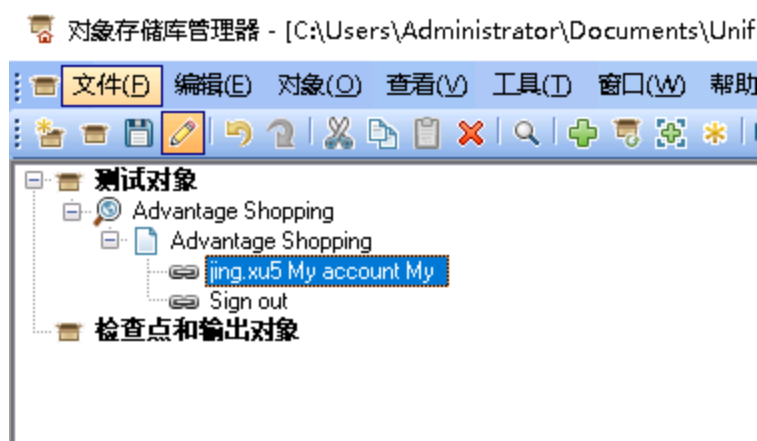 对象存储库管理器 - [C:\Users\Administrator\Documents\Unif
文件(F) 编辑(E) 对象(O) 查看(V) 工具(T) 窗口(W) 帮助
测试对象
Advantage Shopping
Advantage Shopping
jing.xu5 My account My
Sign out
检查点和输出对象